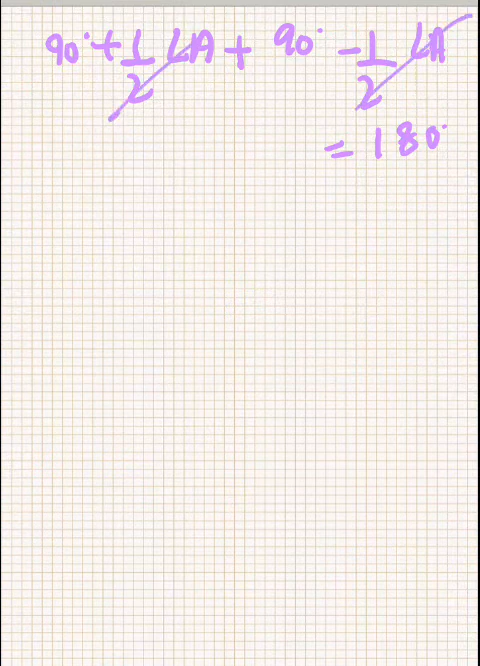 90° + 1/2 ∠A + 90° - 1/2 ∠A
= 180°